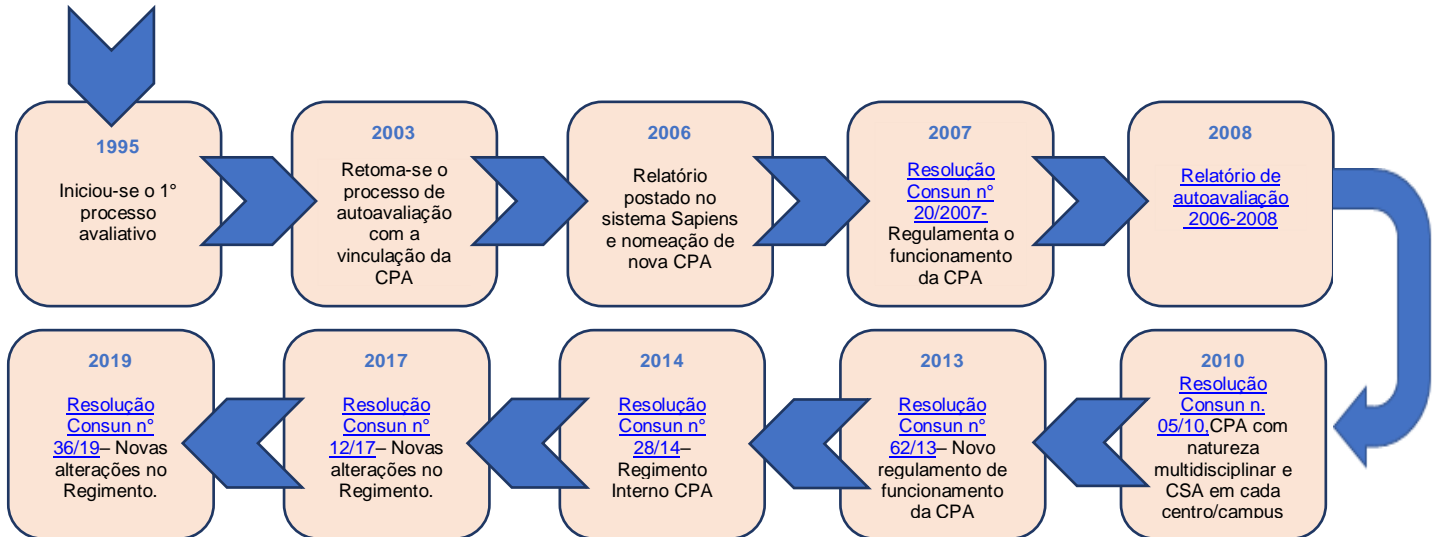 1995
Iniciou-se o 1°
processo
avaliativo
2003
Retoma-se o
processo de
autoavaliação
com a
vinculação da
CPA
2006
Relatório
postado no
sistema Sapiens
e nomeação de
nova CPA
2007
Resolução
Consun n°
20/2007-
Regulamenta o
funcionamento
da CPA
2008
Relatório de
autoavaliação
2006-2008
2010
Resolução
Consun n.
05/10,CPA com
natureza
multidisciplinar e
CSA em cada
centro/campus
2013
Resolução
Consun n°
62/13– Novo
regulamento de
funcionamento
da CPA
2014
Resolução
Consun n°
28/14–
Regimento
Interno CPA
2017
Resolução
Consun n°
12/17– Novas
alterações no
Regimento.
2019
Resolução
Consun n°
36/19– Novas
alterações no
Regimento.